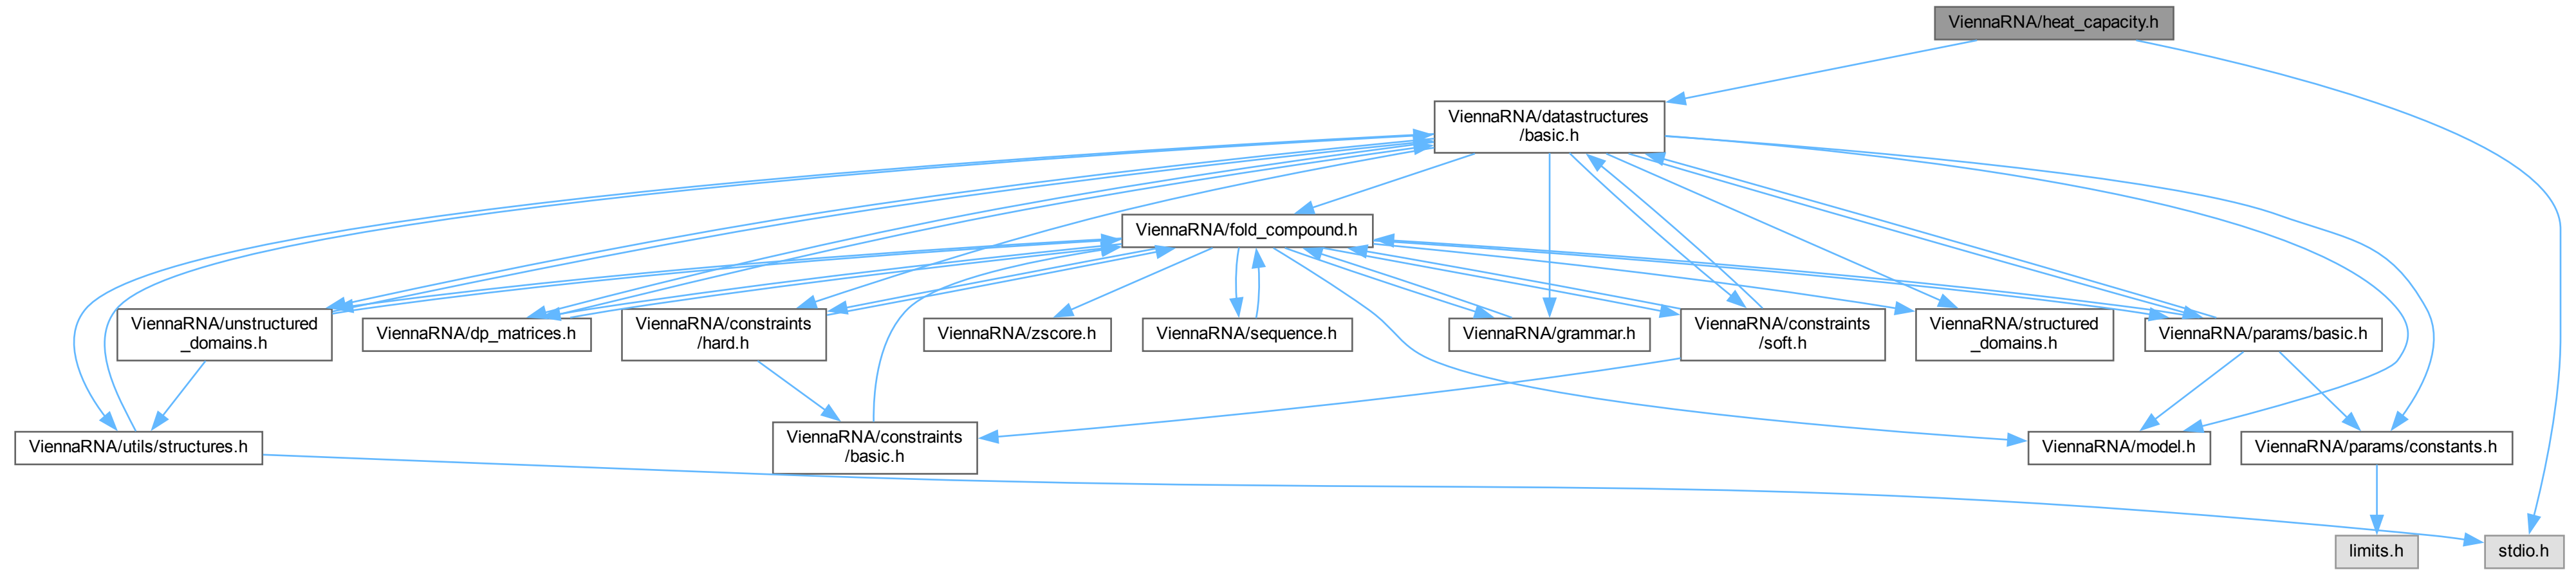 ViennaRNA/heat_capacity.h
ViennaRNA/datastructures
/basic.h
ViennaRNA/fold_compound.h
ViennaRNA/unstructured
_domains.h
ViennaRNA/dp_matrices.h
ViennaRNA/constraints
/hard.h
ViennaRNA/zscore.h
ViennaRNA/sequence.h
ViennaRNA/grammar.h
ViennaRNA/constraints
/soft.h
ViennaRNA/structured
_domains.h
ViennaRNA/params/basic.h
ViennaRNA/utils/structures.h
ViennaRNA/constraints
/basic.h
ViennaRNA/model.h
ViennaRNA/params/constants.h
limits.h
stdio.h